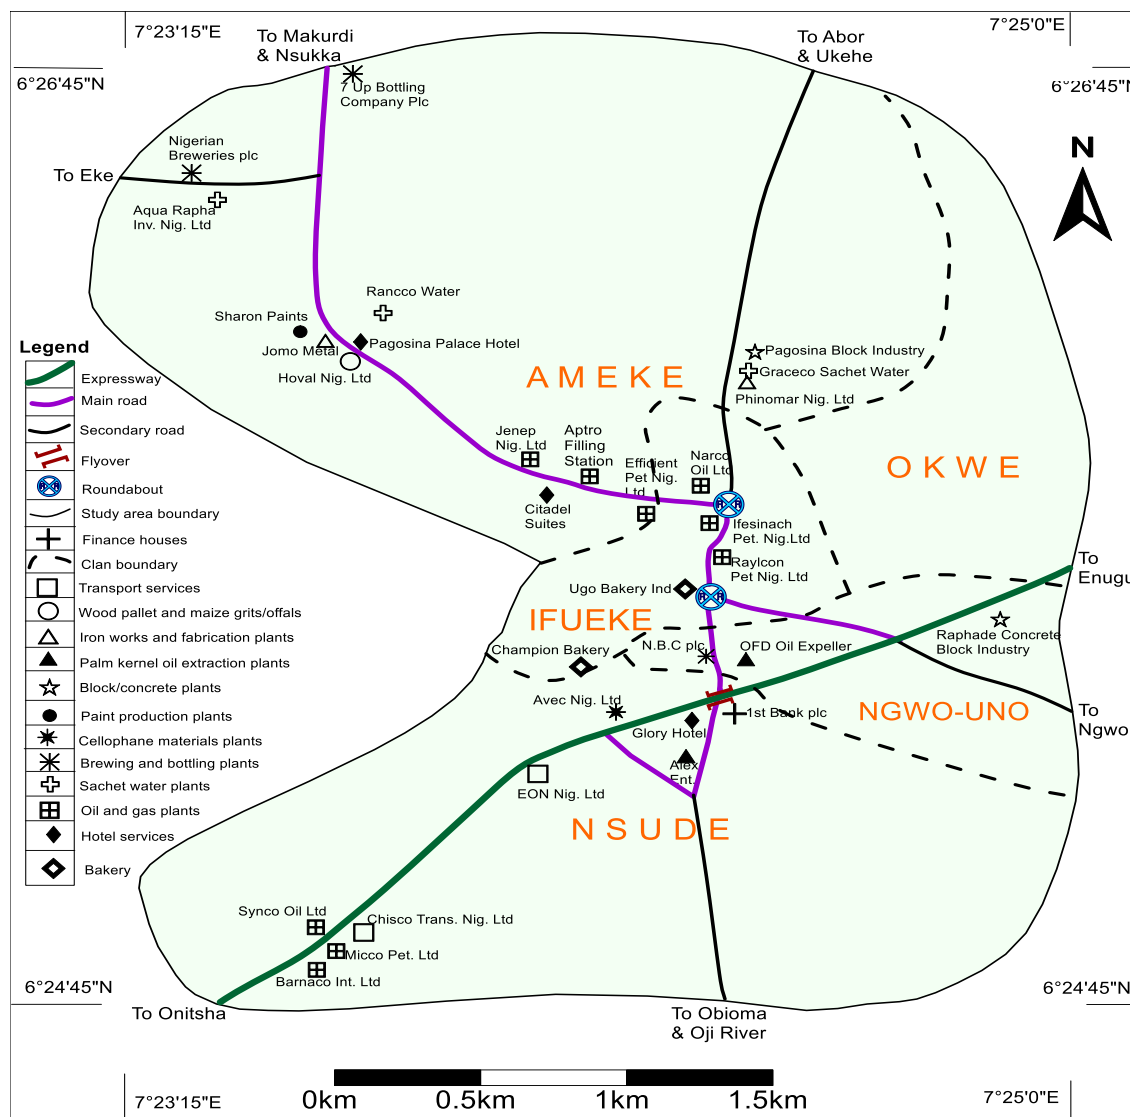 7°23'15"E
7°25'0"E
To Makurdi
& Nsukka
To Abor
& Ukehe
6°26'45"N
6°26'45"N
7 Up Bottling
Company Plc
Nigerian
Breweries plc
N
To Eke
Aqua Rapha
Inv. Nig. Ltd
Rancco Water
Sharon Paints
Jomo Metal
Pagosina Palace Hotel
Hoval Nig. Ltd
Pagosina Block Industry
Graceco Sachet Water
Phinomar Nig. Ltd
AMEKE
OKWE
Jenep
Nig. Ltd
Aptro
Filling
Station
Efficient
Pet Nig.
Ltd
Narco
Oil Ltd
Citadel
Suites
Ifesinach
Pet. Nig.Ltd
Raylcon
Pet Nig. Ltd
To
Enugu
Ugo Bakery Ind
IFUEKE
Champion Bakery
N.B.C plc
OFD Oil Expeller
Raphade Concrete
Block Industry
Avec Nig. Ltd
1st Bank plc
NGWO-UNO
To
Ngwo
Glory Hotel
Alex
Ent.
EON Nig. Ltd
NSUDE
Synco Oil Ltd
Chisco Trans. Nig. Ltd
Micco Pet. Ltd
Barnaco Int. Ltd
6°24'45"N
6°24'45"N
To Onitsha
To Obioma
& Oji River
Legend
Expressway
Main road
Secondary road
Flyover
R R
Roundabout
Study area boundary
Finance houses
Clan boundary
Transport services
Wood pallet and maize grits/offals
Iron works and fabrication plants
Palm kernel oil extraction plants
Block/concrete plants
Paint production plants
Cellophane materials plants
Brewing and bottling plants
Sachet water plants
Oil and gas plants
Hotel services
Bakery
R R
R R
0km
0.5km
1km
1.5km
7°23'15"E
7°25'0"E